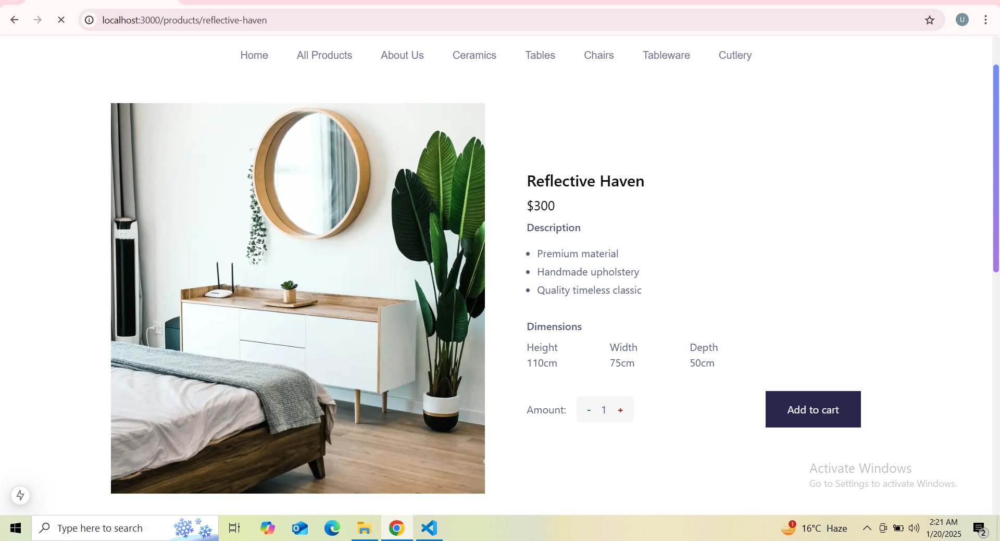 localhost:3000/products/reflective-haven
U
Home All Products About Us Ceramics Tables Chairs Tableware Cutlery
Reflective Haven
$300
Description
Premium material
Handmade upholstery
Quality timeless classic
Dimensions
Height Width Depth
110cm 75cm 50cm
Amount: - 1 + Add to cart
Activate Windows
Go to Settings to activate Windows.
Type here to search
1
16°C Haze
2:21 AM
1/20/2025
2